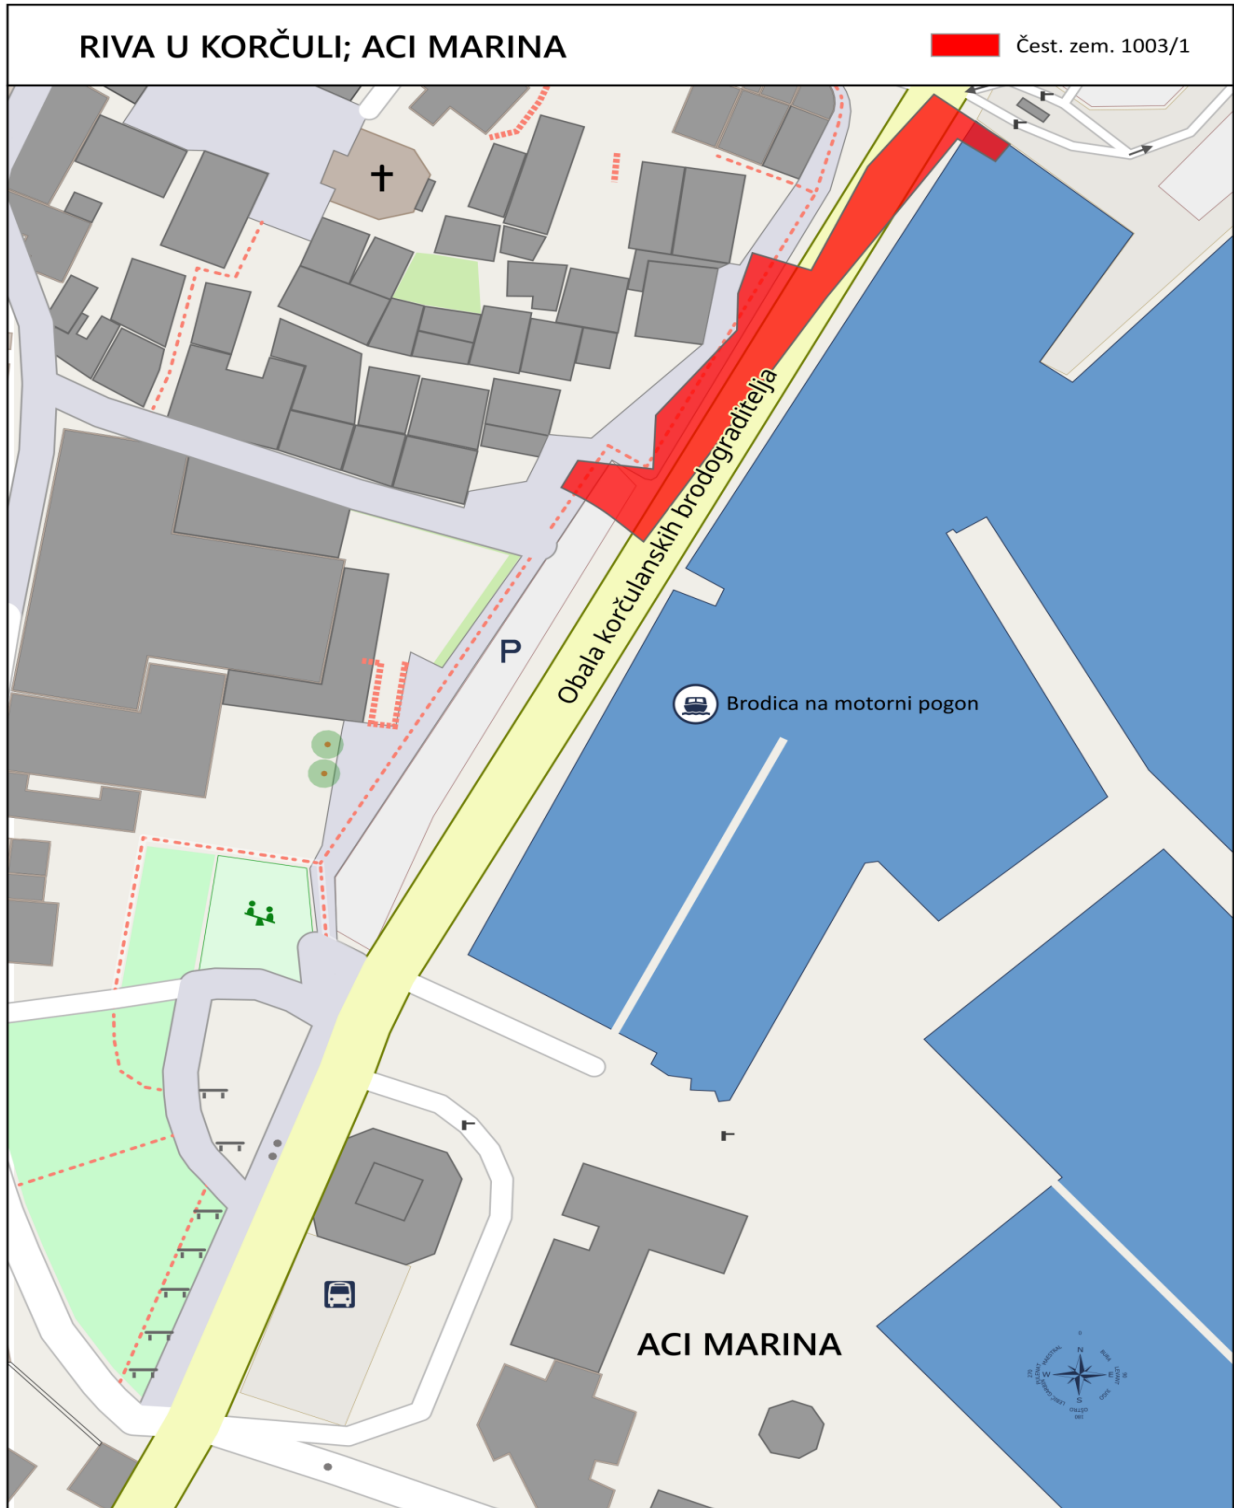 RIVA U KORČULI; ACI MARINA
Čest. zem. 1003/1
Obala korčulanskih brodograditelja
P
Brodica na motorni pogon
ACI MARINA
N
W
E
S